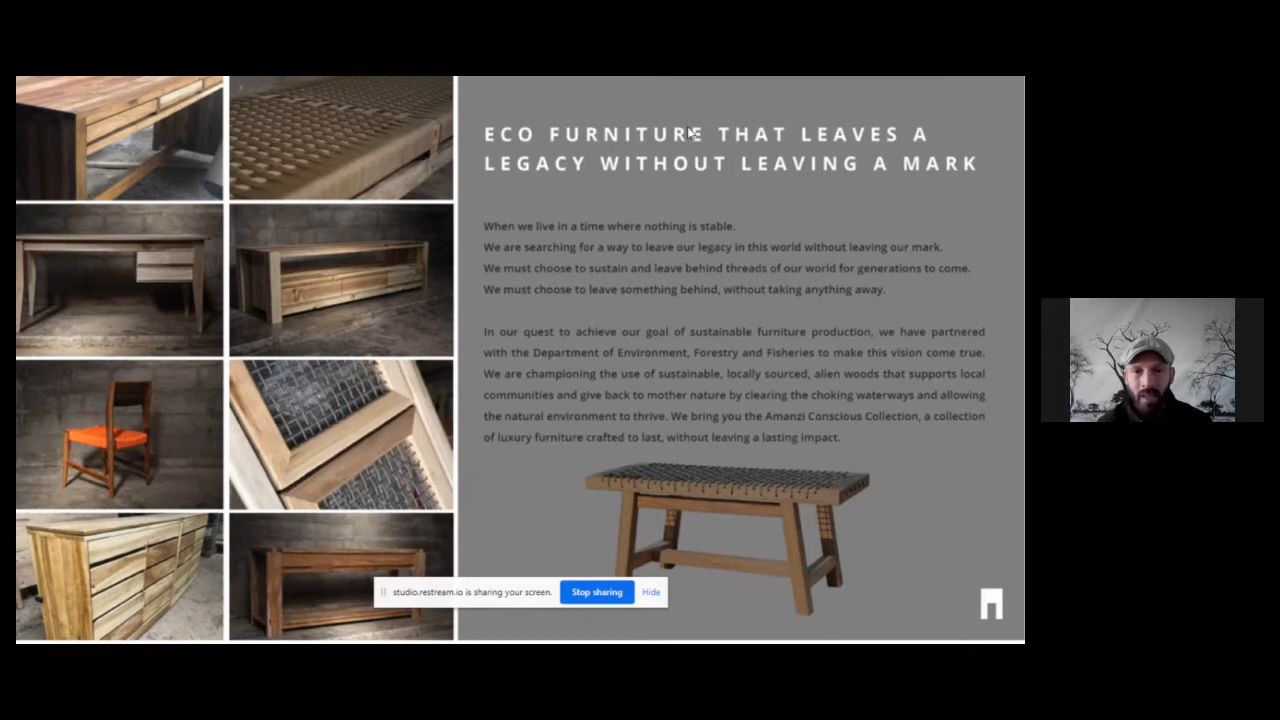 ECO FURNITURE THAT LEAVES A
LEGACY WITHOUT LEAVING A MARK
When we live in a time where nothing is stable.
We are searching for a way to leave our legacy in this world without leaving our mark.
We must choose to sustain and leave behind threads of our world for generations to come.
We must choose to leave something behind, without taking anything away.
In our quest to achieve our goal of sustainable furniture production, we have partnered
with the Department of Environment, Forestry and Fisheries to make this vision come true.
We are championing the use of sustainable, locally sourced, alien woods that supports local
communities and give back to mother nature by clearing the choking waterways and allowing
the natural environment to thrive. We bring you the Amanzi Conscious Collection, a collection
of luxury furniture crafted to last, without leaving a lasting impact.
studio.restream.io is sharing your screen.
Stop sharing
Hide